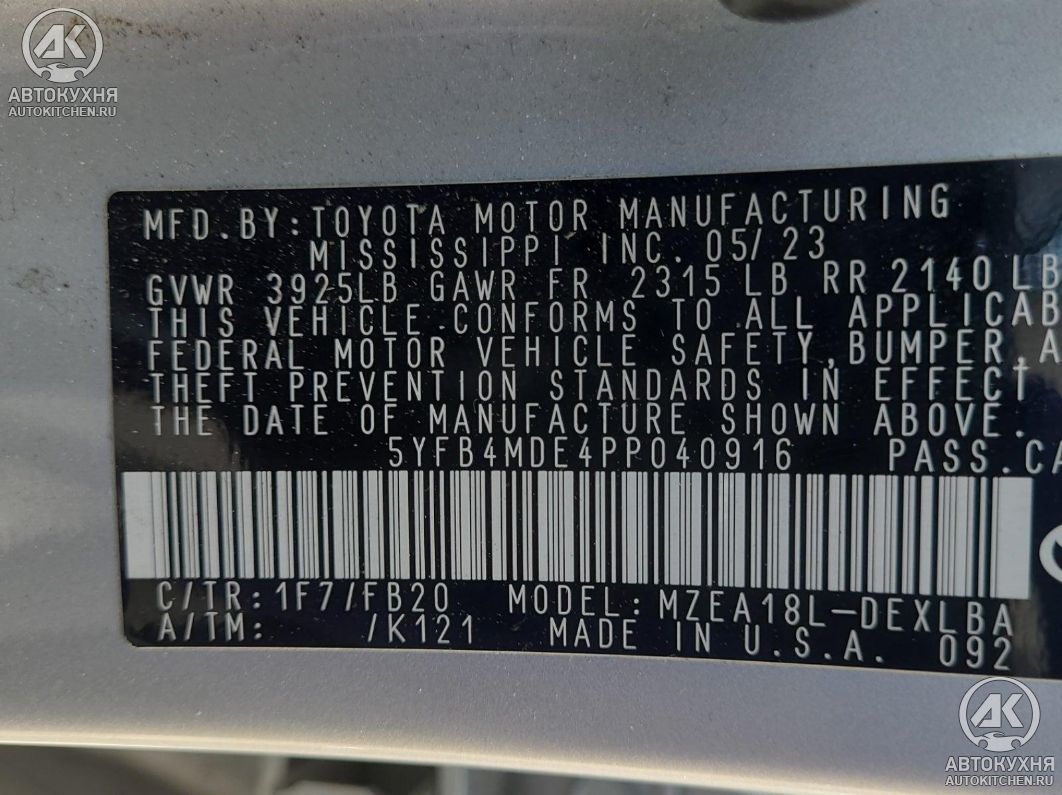 AK
АВТОКУХНЯ
AUTOKITCHEN.RU
MFD.BY:TOYOTA MOTOR MANUFACTURING
MISSISSIPPI INC. 05/23
GVWR 3925LB GAWR FR 2315 LB RR 2140 LB
THIS VEHICLE CONFORMS TO ALL APPLICAB
FEDERAL MOTOR VEHICLE SAFETY,BUMPER,A
THEFT PREVENTION STANDARDS IN EFFECT
THE DATE OF MANUFACTURE SHOWN ABOVE.
5YFB4MDE4PP040916 PASS.CA
C/TR:1F7/FB20 MODEL:MZEA18L-DEXLBA
A/TM: /K121 MADE IN U.S.A. 092
AK
АВТОКУХНЯ
AUTOKITCHEN.RU